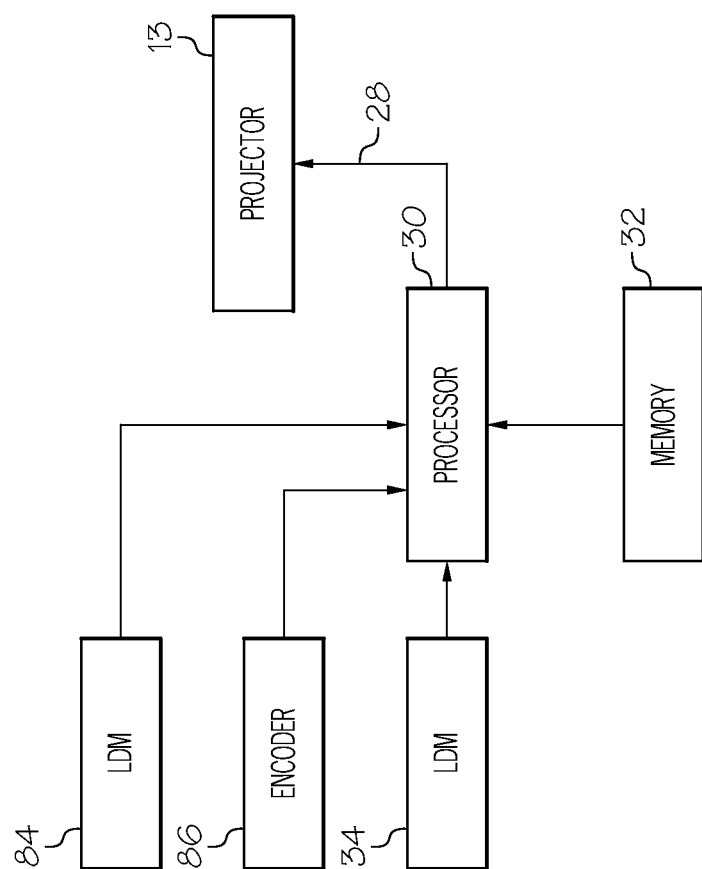 84
LDM
86
ENCODER
34
LDM
30
PROCESSOR
32
MEMORY
28
13
PROJECTOR